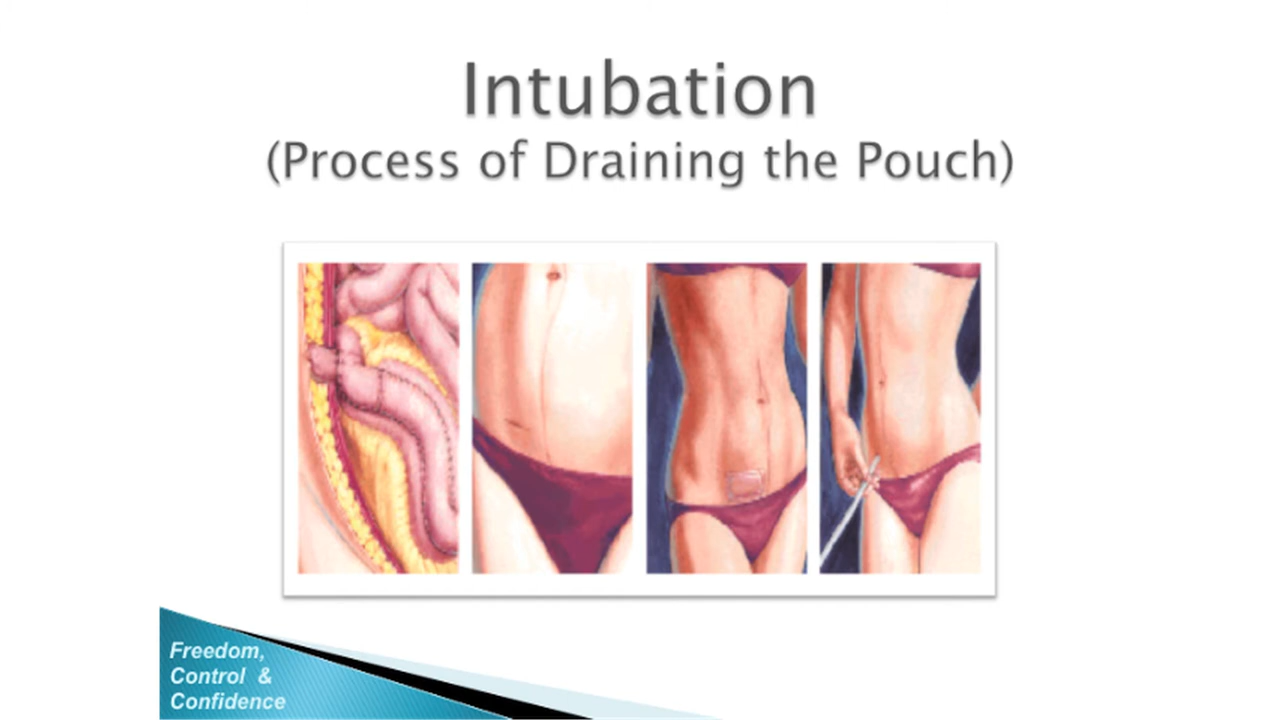 Intubation
(Process of Draining the Pouch)
Freedom,
Control &
Confidence